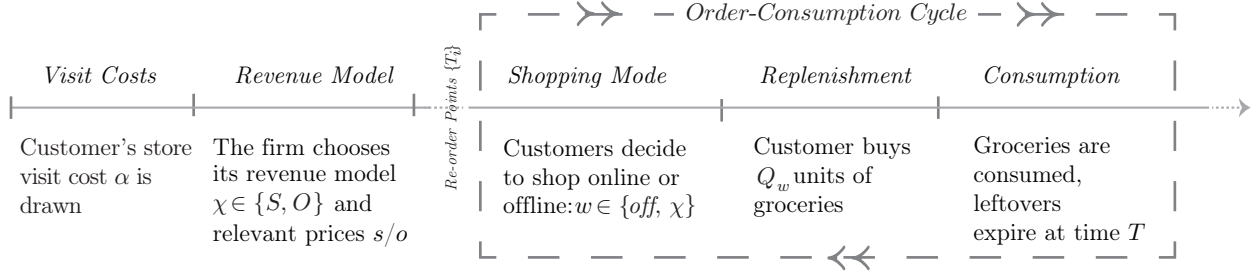 Order-Consumption Cycle
Visit Costs
Revenue Model
Re-order Points {T_i}
Shopping Mode
Replenishment
Consumption
Customer's store
visit cost α is
drawn
The firm chooses
its revenue model
χ ∈ {S, O} and
relevant prices s/o
Customers decide
to shop online or
offline: w ∈ {off, χ}
Customer buys
Q_w units of
groceries
Groceries are
consumed,
leftovers
expire at time T